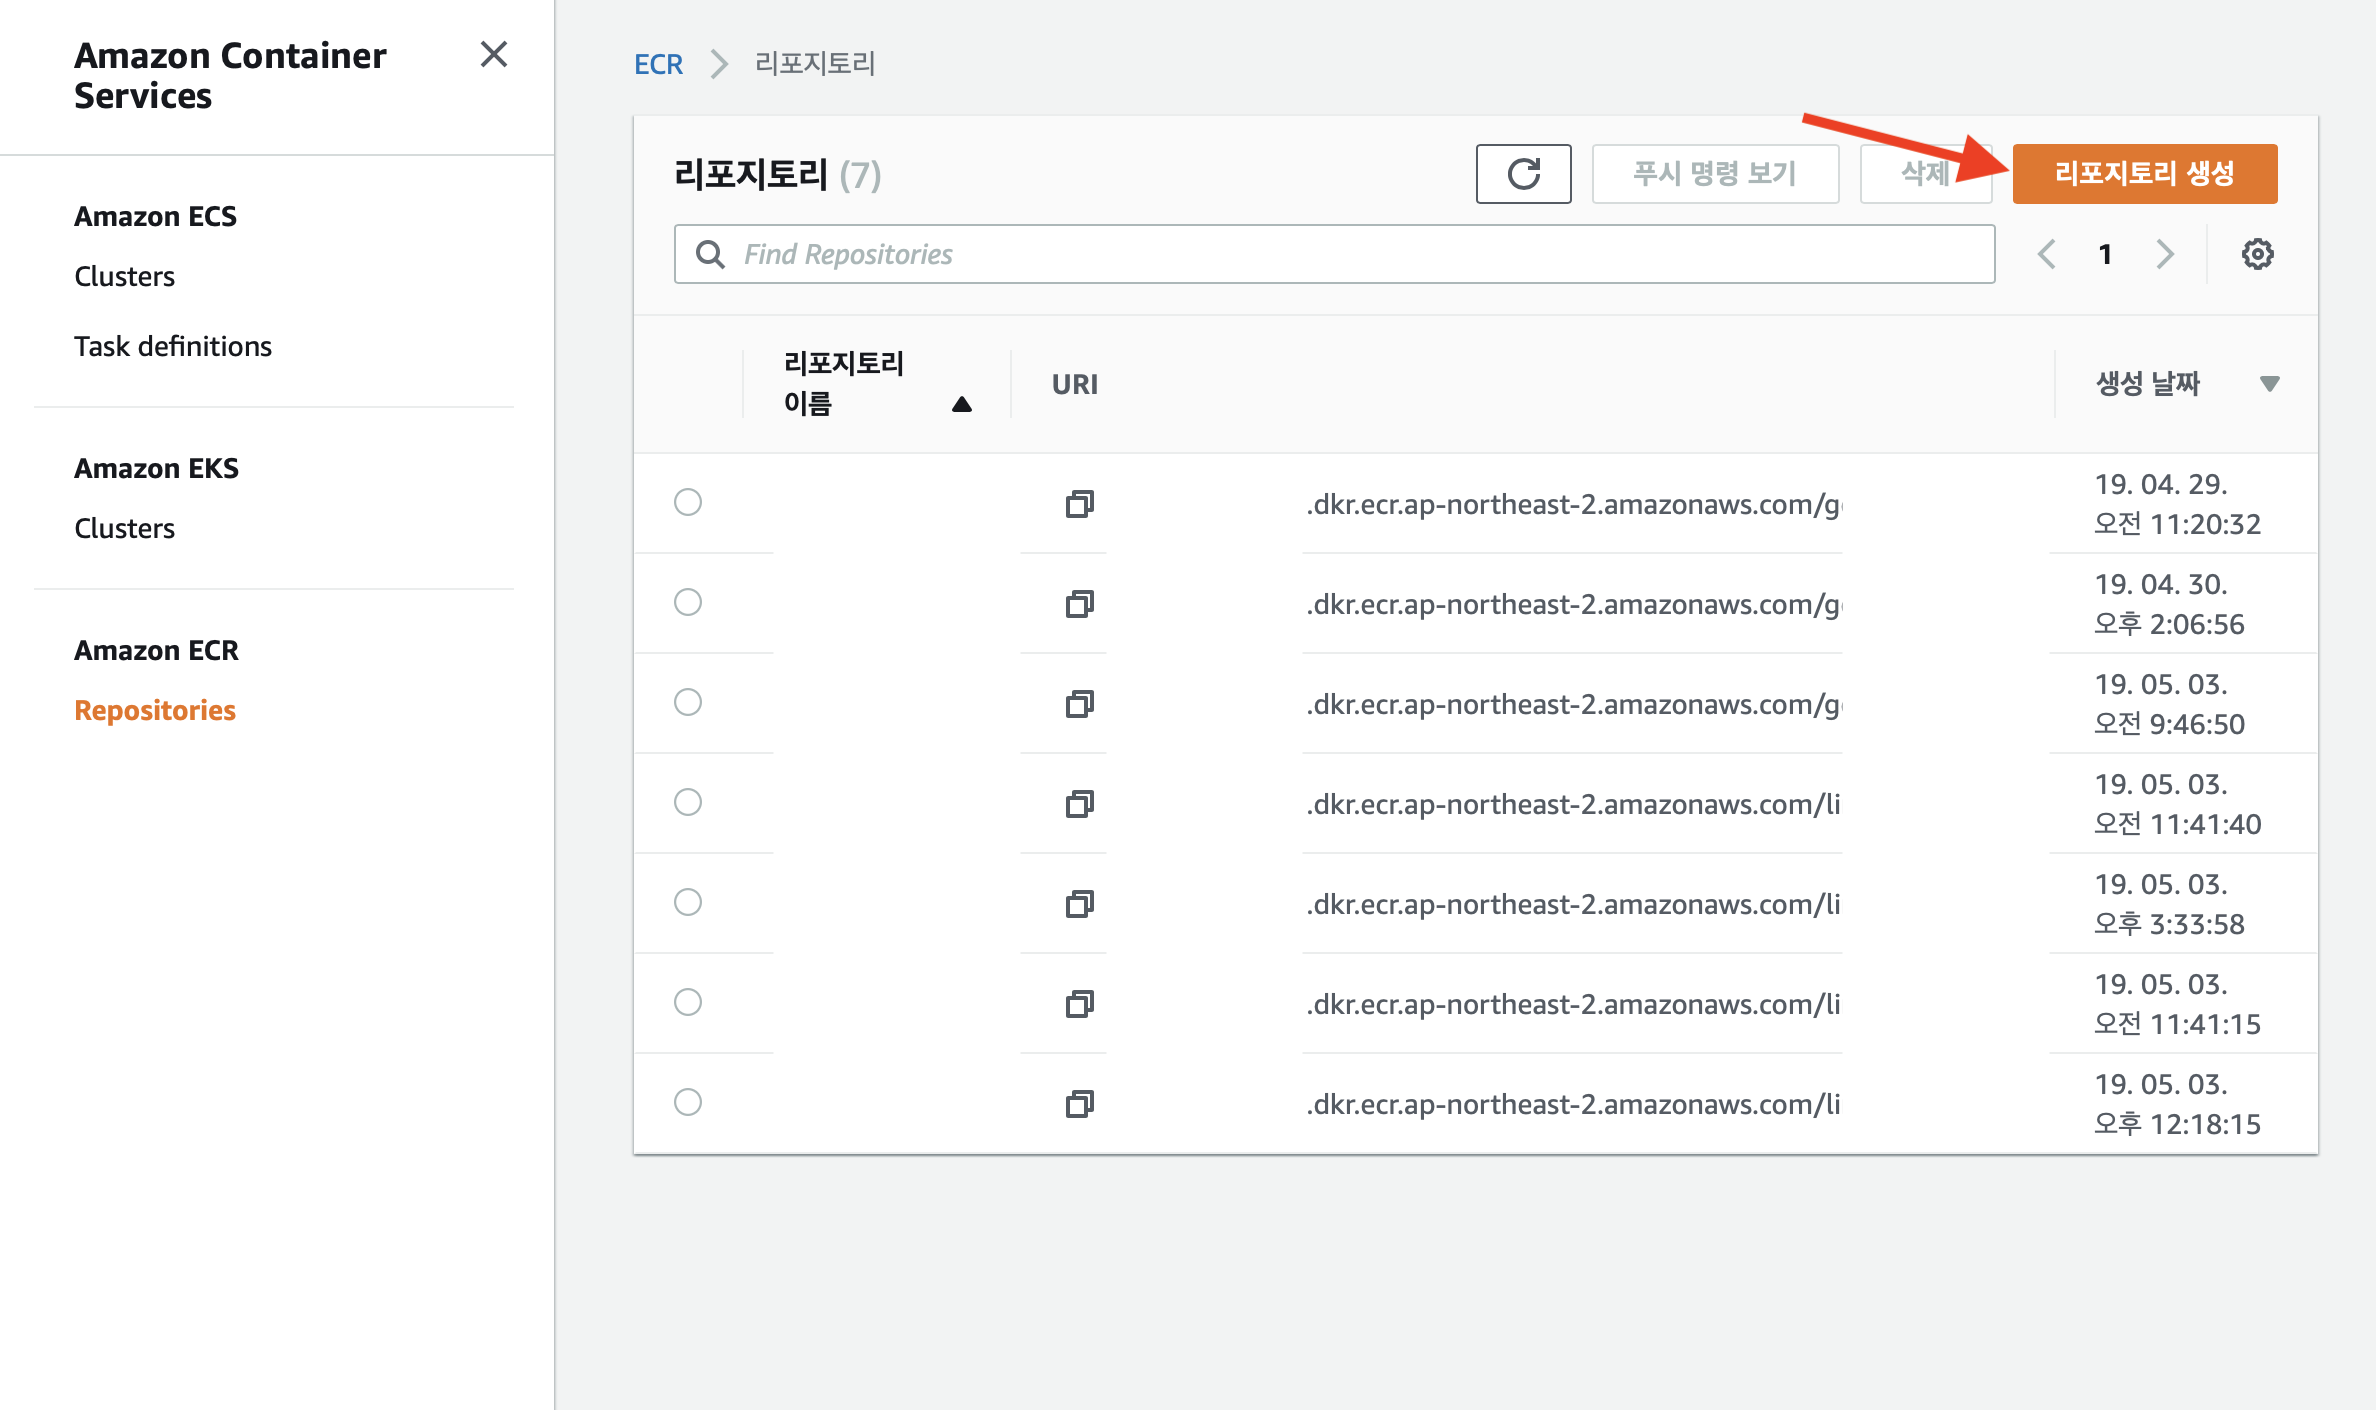 Amazon Container
Services
Amazon ECS
Clusters
Task definitions
Amazon EKS
Clusters
Amazon ECR
Repositories
ECR
리포지토리
리포지토리 (7)
푸시 명령 보기
삭제
리포지토리 생성
Find Repositories
1
리포지토리
이름
URI
생성 날짜
.dkr.ecr.ap-northeast-2.amazonaws.com/g
19. 04. 29.
오전 11:20:32
.dkr.ecr.ap-northeast-2.amazonaws.com/g
19. 04. 30.
오후 2:06:56
.dkr.ecr.ap-northeast-2.amazonaws.com/g
19. 05. 03.
오전 9:46:50
.dkr.ecr.ap-northeast-2.amazonaws.com/li
19. 05. 03.
오전 11:41:40
.dkr.ecr.ap-northeast-2.amazonaws.com/li
19. 05. 03.
오후 3:33:58
.dkr.ecr.ap-northeast-2.amazonaws.com/li
19. 05. 03.
오전 11:41:15
.dkr.ecr.ap-northeast-2.amazonaws.com/li
19. 05. 03.
오후 12:18:15